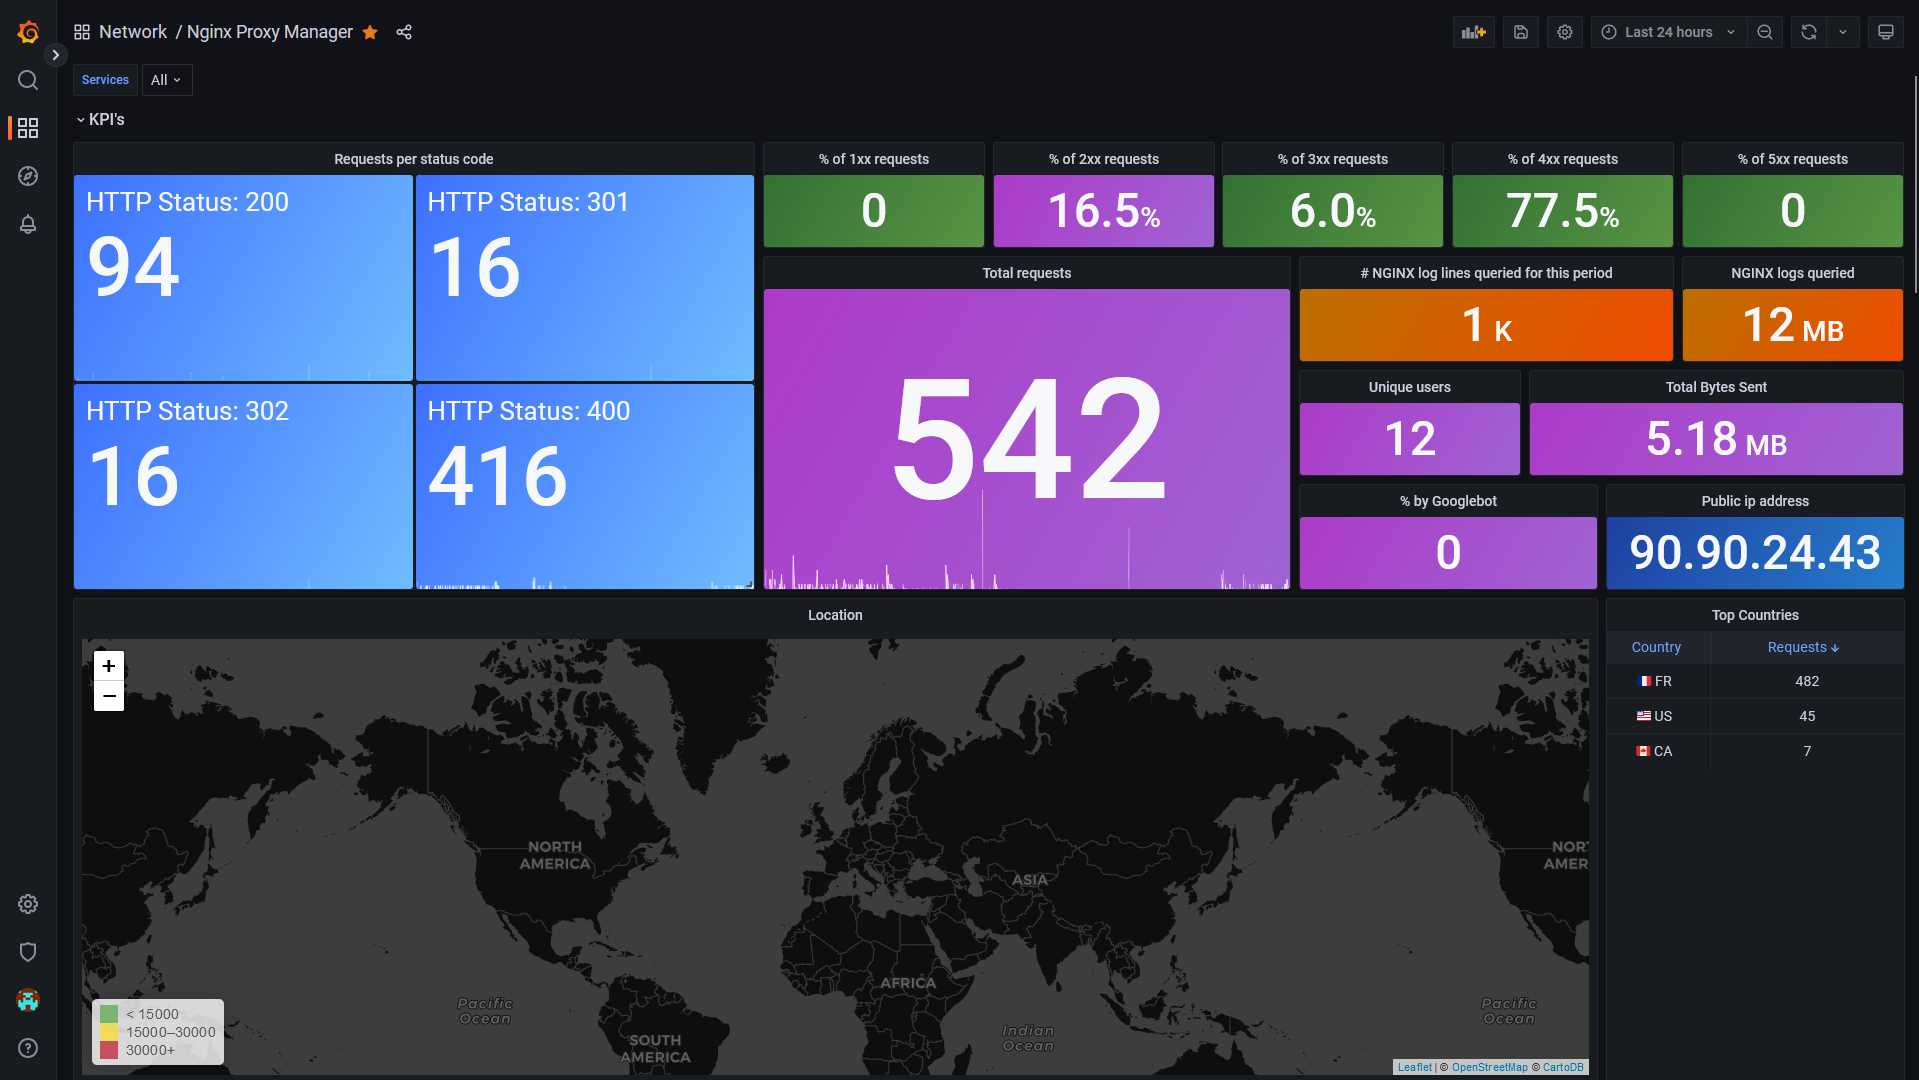 Network / Nginx Proxy Manager
Last 24 hours
Services
All
KPI's
Requests per status code
HTTP Status: 200
94
HTTP Status: 301
16
HTTP Status: 302
16
HTTP Status: 400
416
% of 1xx requests
0
% of 2xx requests
16.5%
% of 3xx requests
6.0%
% of 4xx requests
77.5%
% of 5xx requests
0
Total requests
542
# NGINX log lines queried for this period
1 K
NGINX logs queried
12 MB
Unique users
12
Total Bytes Sent
5.18 MB
% by Googlebot
0
Public ip address
90.90.24.43
Location
+
−
NORTH
AMERICA
ASIA
AFRICA
NOR
AMER
Pacific
Ocean
SOUTH
AMERICA
Indian
Ocean
Pacific
Ocean
< 15000
15000–30000
30000+
Leaflet | © OpenStreetMap © CartoDB
Top Countries
Country Requests ↓
FR 482
US 45
CA 7